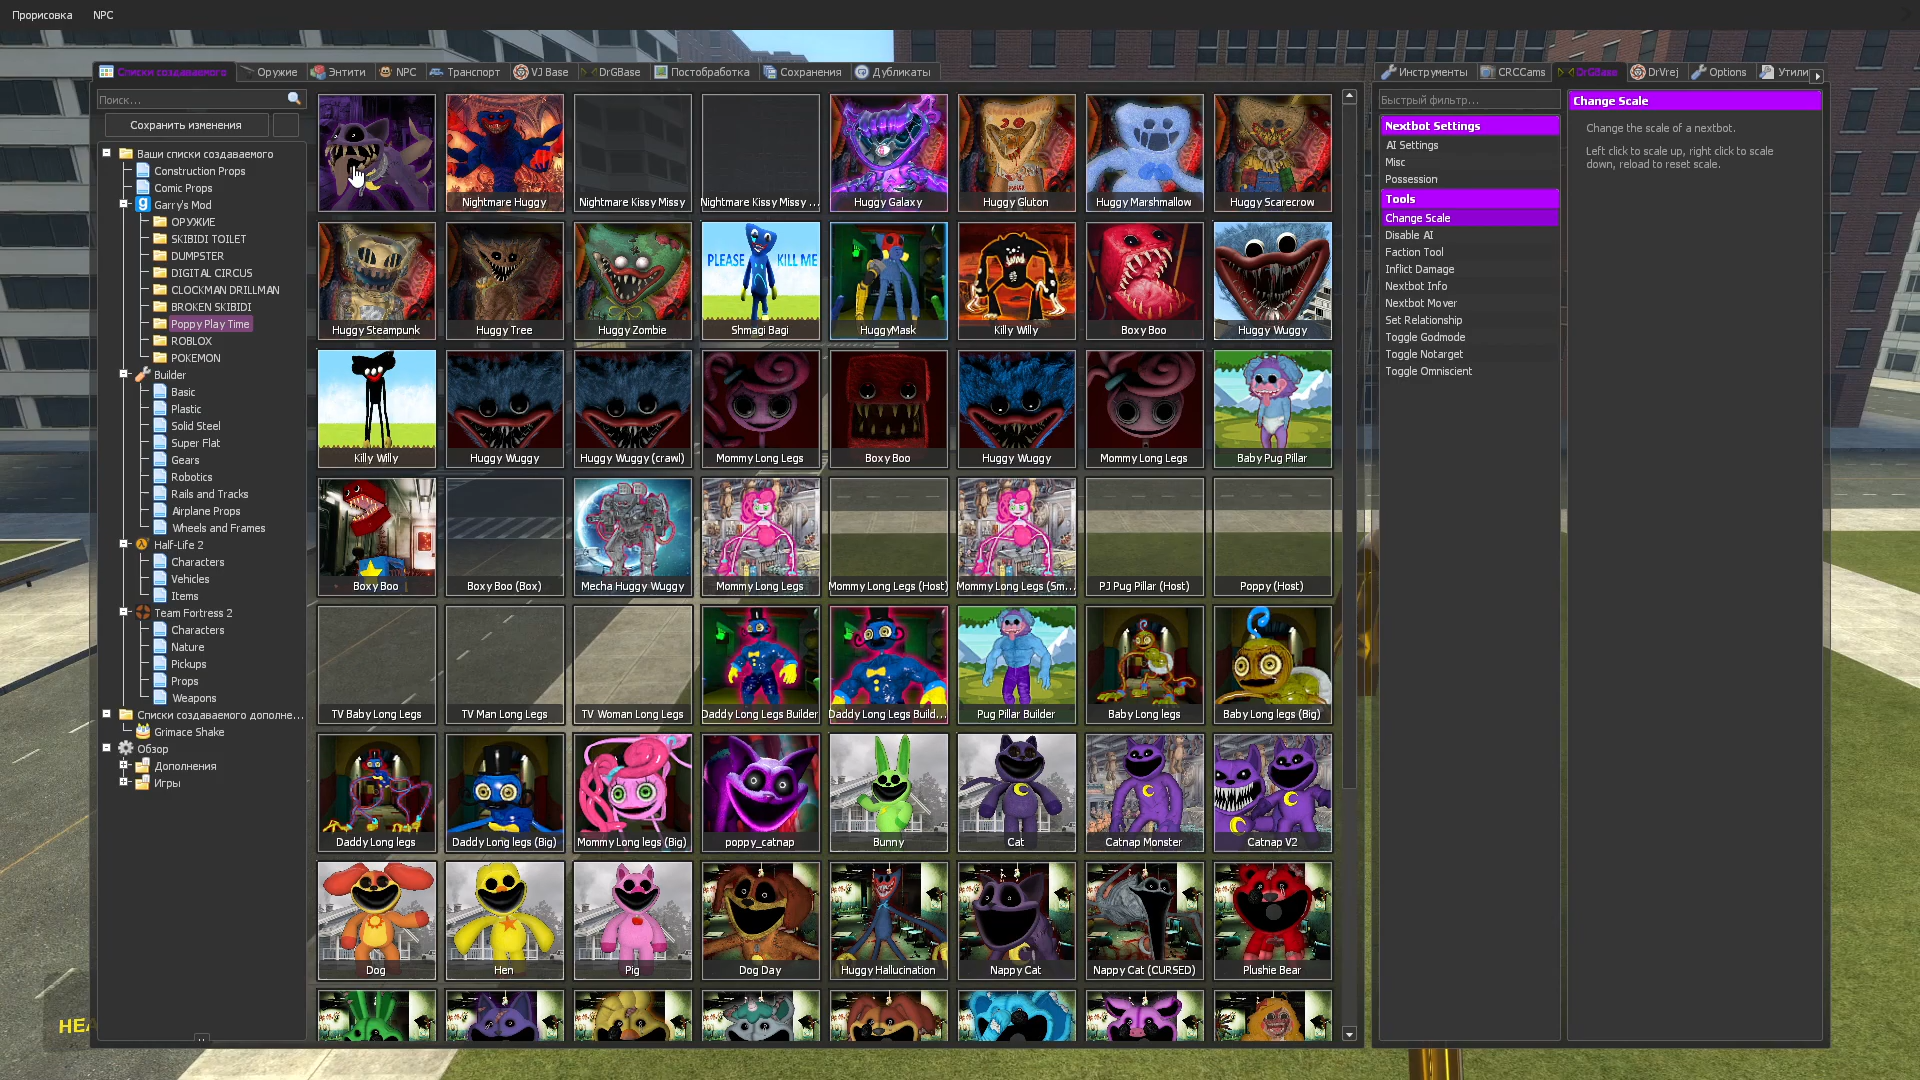 Прорисовка NPC
Списки создаваемого Оружие Энтити NPC Транспорт VJ Base DrGBase Постобработка Сохранения Дубликаты
Инструменты CRCCams DrGBase DrVrej Options Утили
Поиск...
Сохранить изменения
Ваши списки создаваемого
Construction Props
Comic Props
Garry's Mod
ОРУЖИЕ
SKIBIDI TOILET
DUMPSTER
DIGITAL CIRCUS
CLOCKMAN DRILLMAN
BROKEN SKIBIDI
Poppy Play Time
ROBLOX
POKEMON
Builder
Basic
Plastic
Solid Steel
Super Flat
Gears
Robotics
Rails and Tracks
Airplane Props
Wheels and Frames
Half-Life 2
Characters
Vehicles
Items
Team Fortress 2
Characters
Nature
Pickups
Props
Weapons
Списки создаваемого дополне...
Grimace Shake
Обзор
Дополнения
Игры
Nightmare Huggy Nightmare Kissy Missy Nightmare Kissy Missy ... Huggy Galaxy Huggy Gluton Huggy Marshmallow Huggy Scarecrow
PLEASE KILL ME
Huggy Steampunk Huggy Tree Huggy Zombie Shmagi Bagi HuggyMask Killy Willy Boxy Boo Huggy Wuggy
Killy Willy Huggy Wuggy Huggy Wuggy (crawl) Mommy Long Legs Boxy Boo Huggy Wuggy Mommy Long Legs Baby Pug Pillar
Boxy Boo Boxy Boo (Box) Mecha Huggy Wuggy Mommy Long Legs Mommy Long Legs (Host) Mommy Long Legs (Sm... PJ Pug Pillar (Host) Poppy (Host)
TV Baby Long Legs TV Man Long Legs TV Woman Long Legs Daddy Long Legs Builder Daddy Long Legs Build... Pug Pillar Builder Baby Long legs Baby Long legs (Big)
Daddy Long legs Daddy Long legs (Big) Mommy Long legs (Big) poppy_catnap Bunny Cat Catnap Monster Catnap V2
Dog Hen Pig Dog Day Huggy Hallucination Nappy Cat Nappy Cat (CURSED) Plushie Bear
Быстрый фильтр...
Nextbot Settings
AI Settings
Misc
Possession
Tools
Change Scale
Disable AI
Faction Tool
Inflict Damage
Nextbot Info
Nextbot Mover
Set Relationship
Toggle Godmode
Toggle Notarget
Toggle Omniscient
Change Scale
Change the scale of a nextbot.
Left click to scale up, right click to scale
down, reload to reset scale.
HEA